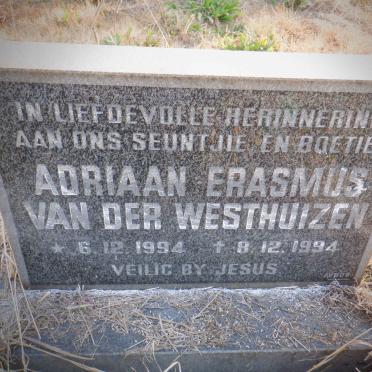 IN LIEFDEVOLLE HERINNERING
AAN ONS SEUNTJIE EN BOETIE
ADRIAAN ERASMUS
VAN DER WESTHUIZEN
* 6.12.1994 † 8.12.1994
VEILIG BY JESUS